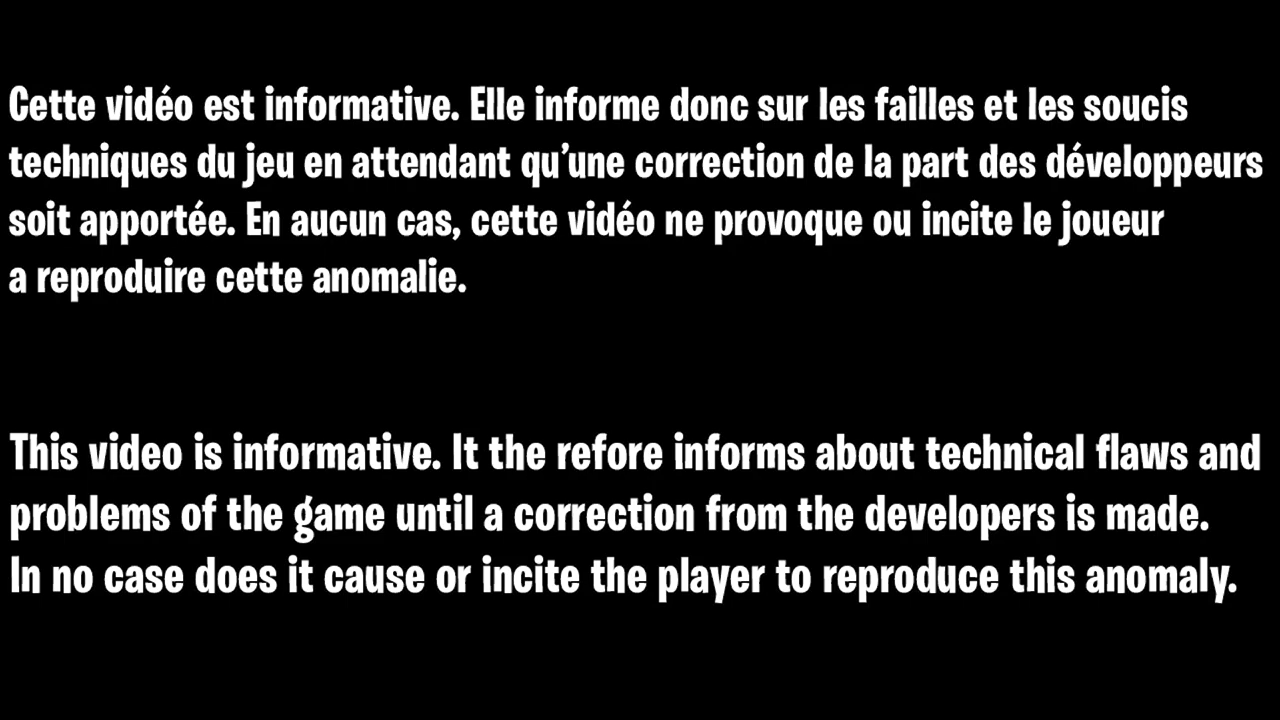 Cette vidéo est informative. Elle informe donc sur les failles et les soucis
techniques du jeu en attendant qu’une correction de la part des développeurs
soit apportée. En aucun cas, cette vidéo ne provoque ou incite le joueur
a reproduire cette anomalie.
This video is informative. It the refore informs about technical flaws and
problems of the game until a correction from the developers is made.
In no case does it cause or incite the player to reproduce this anomaly.